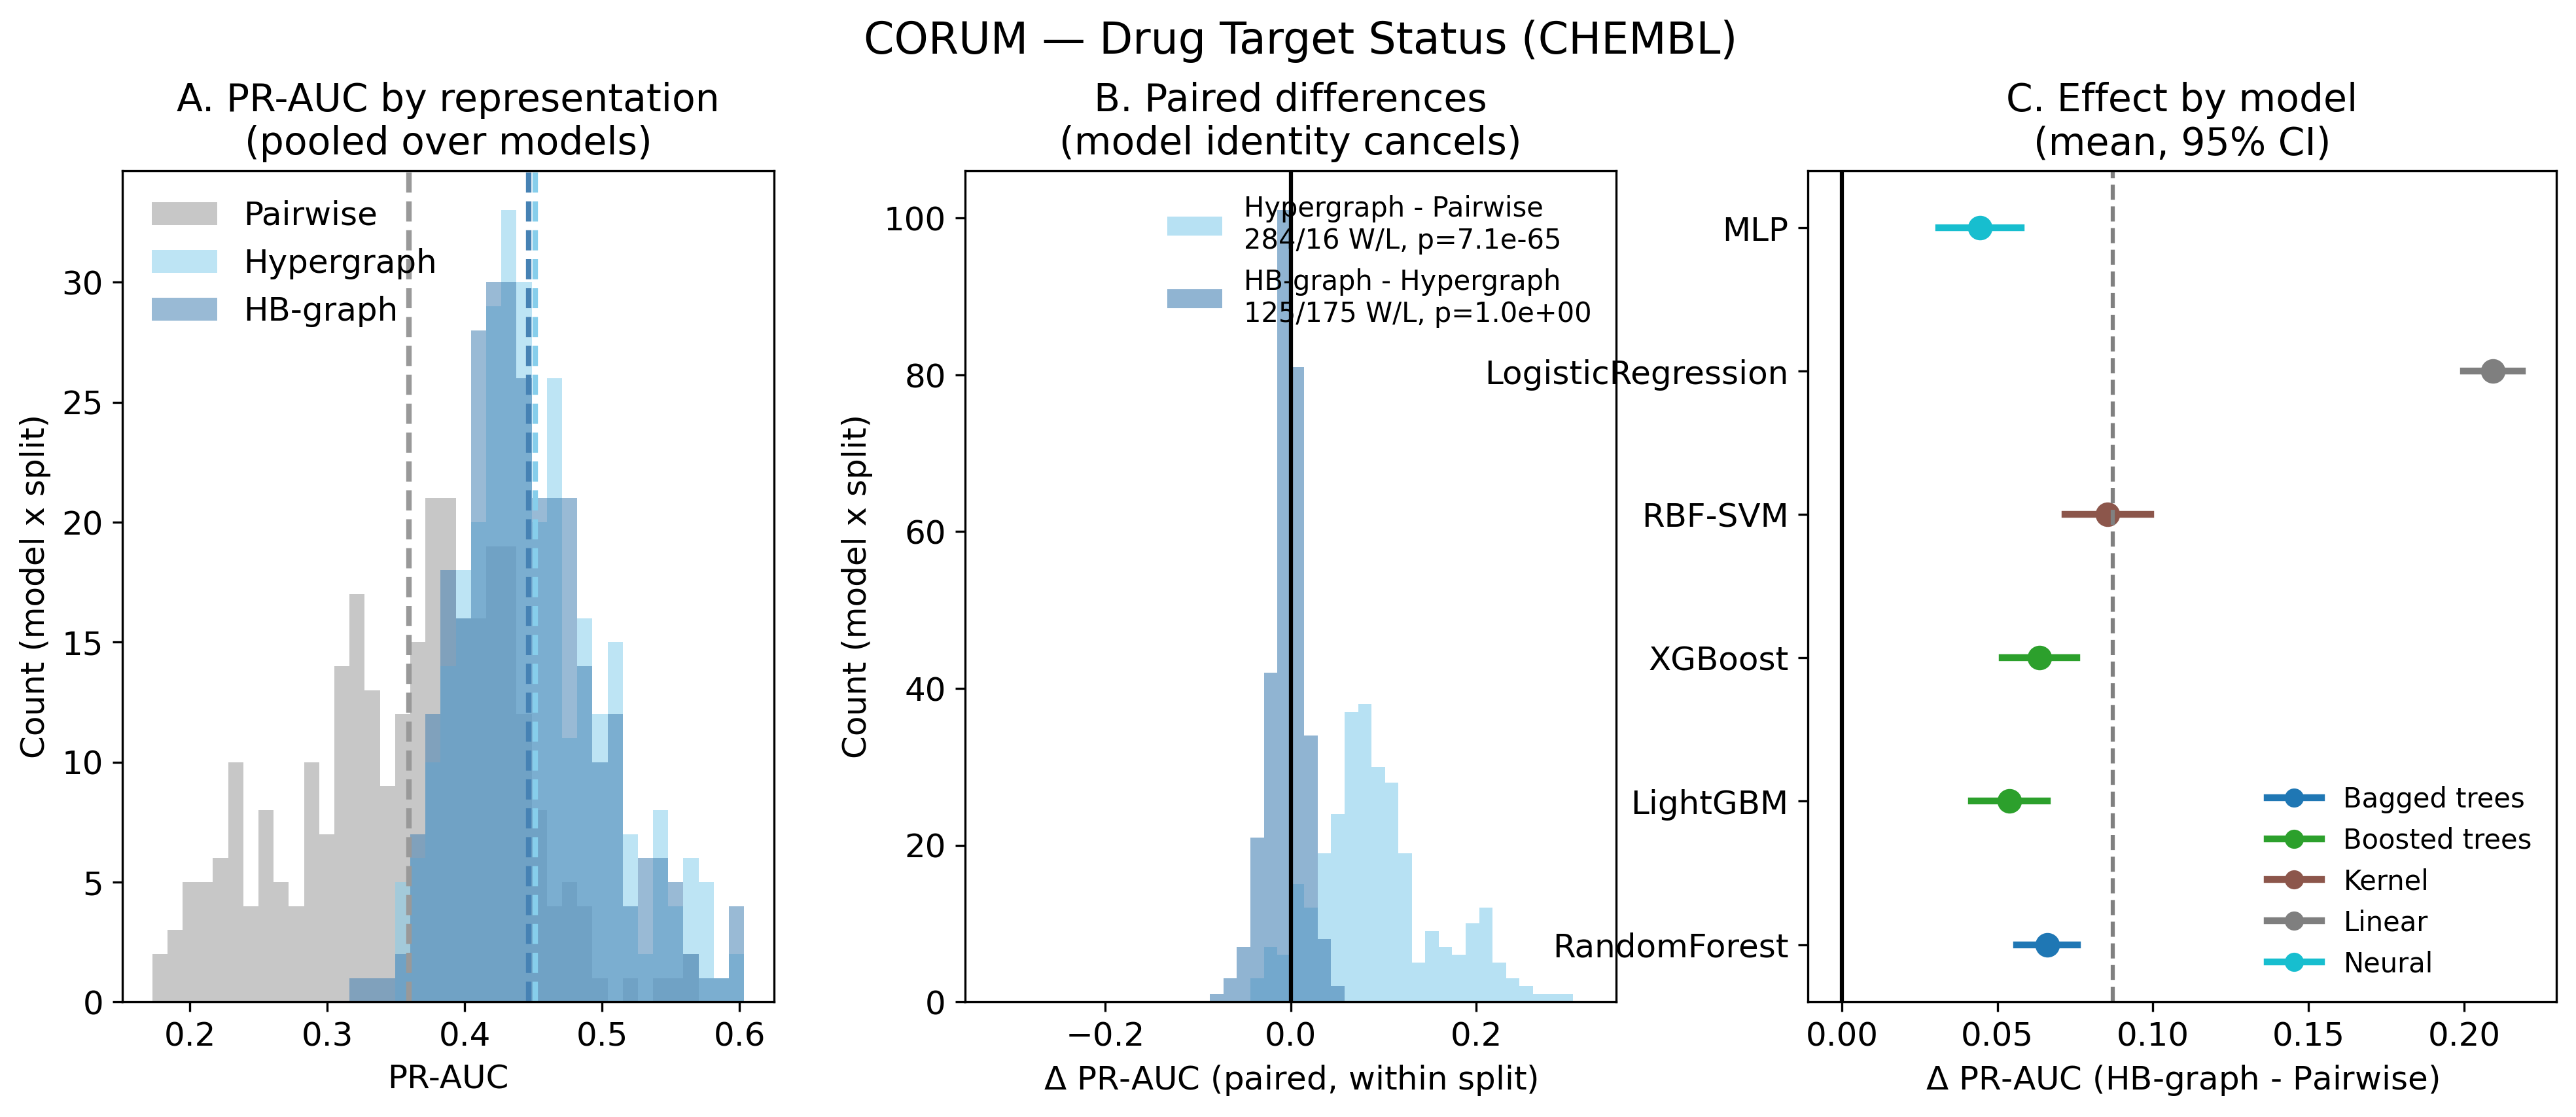 CORUM — Drug Target Status (CHEMBL)
A. PR-AUC by representation
(pooled over models)
Pairwise
Hypergraph
HB-graph
Count (model x split)
30
25
20
15
10
5
0
0.2
0.3
0.4
0.5
0.6
PR-AUC
B. Paired differences
(model identity cancels)
Hypergraph - Pairwise
284/16 W/L, p=7.1e-65
HB-graph - Hypergraph
125/175 W/L, p=1.0e+00
Count (model x split)
100
80
60
40
20
0
−0.2
0.0
0.2
Δ PR-AUC (paired, within split)
C. Effect by model
(mean, 95% CI)
MLP
LogisticRegression
RBF-SVM
XGBoost
LightGBM
RandomForest
Bagged trees
Boosted trees
Kernel
Linear
Neural
0.00
0.05
0.10
0.15
0.20
Δ PR-AUC (HB-graph - Pairwise)